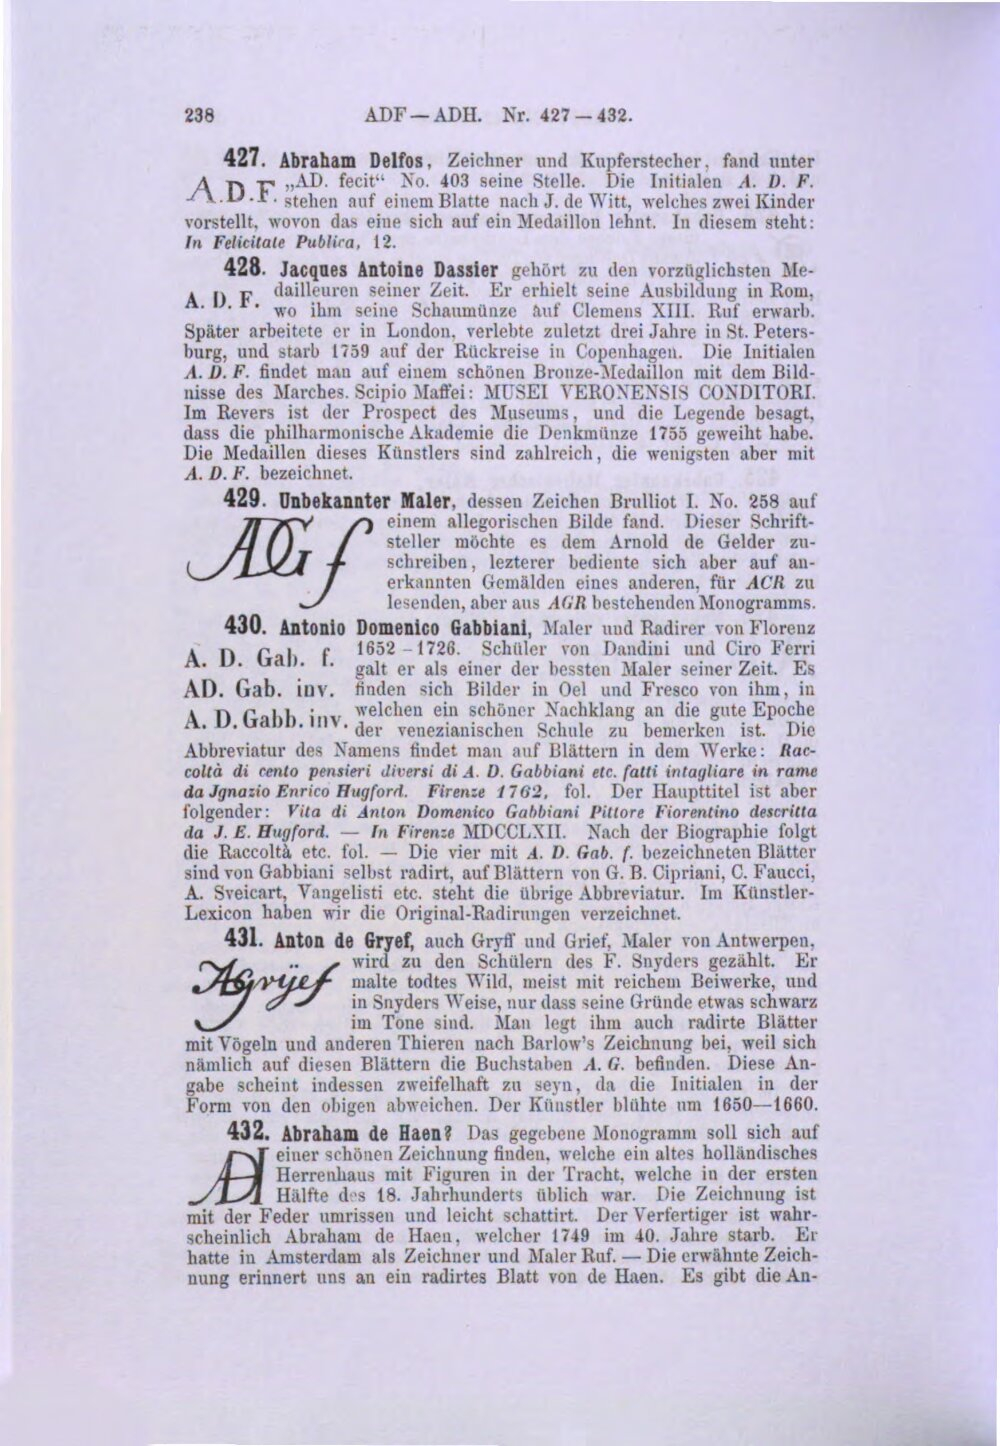 238 ADF — ADH. Nr. 427 — 432.
427. Abraham Delfos, Zeichner und Kupferstecher, fand unter
A.D.F. „AD. fecit“ No. 403 seine Stelle. Die Initialen A. D. F.
stehen auf einem Blatte nach J. de Witt, welches zwei Kinder
vorstellt, wovon das eine sich auf ein Medaillon lehnt. In diesem steht:
In Felicitate Publica, 12.
428. Jacques Antoine Dassier gehört zu den vorzüglichsten Me-
A. D. F. dailleuren seiner Zeit. Er erhielt seine Ausbildung in Rom,
wo ihm seine Schaumünze auf Clemens XIII. Ruf erwarb.
Später arbeitete er in London, verlebte zuletzt drei Jahre in St. Peters-
burg, und starb 1759 auf der Rückreise in Copenhagen. Die Initialen
A. D. F. findet man auf einem schönen Bronze-Medaillon mit dem Bild-
nisse des Marches. Scipio Maffei: MUSEI VERONENSIS CONDITORI.
Im Revers ist der Prospect des Museums, und die Legende besagt,
dass die philharmonische Akademie die Denkmünze 1755 geweiht habe.
Die Medaillen dieses Künstlers sind zahlreich, die wenigsten aber mit
A. D. F. bezeichnet.
429. Unbekannter Maler, dessen Zeichen Brulliot I. No. 258 auf
einem allegorischen Bilde fand. Dieser Schrift-
steller möchte es dem Arnold de Gelder zu-
schreiben, lezterer bediente sich aber auf an-
erkannten Gemälden eines anderen, für ACR zu
lesenden, aber aus AGR bestehenden Monogramms.
430. Antonio Domenico Gabbiani, Maler und Radirer von Florenz
A. D. Gab. f. 1652 – 1726. Schüler von Dandini und Ciro Ferri
galt er als einer der bessten Maler seiner Zeit. Es
AD. Gab. inv. finden sich Bilder in Oel und Fresco von ihm, in
A. D. Gabb. inv. welchen ein schöner Nachklang an die gute Epoche
der venezianischen Schule zu bemerken ist. Die
Abbreviatur des Namens findet man auf Blättern in dem Werke: Rac-
coltà di cento pensieri diversi di A. D. Gabbiani etc. fatti intagliare in rame
da Jgnazio Enrico Hugford. Firenze 1762, fol. Der Haupttitel ist aber
folgender: Vita di Anton Domenico Gabbiani Pittore Fiorentino descritta
da J. E. Hugford. — In Firenze MDCCLXII. Nach der Biographie folgt
die Raccoltà etc. fol. — Die vier mit A. D. Gab. f. bezeichneten Blätter
sind von Gabbiani selbst radirt, auf Blättern von G. B. Cipriani, C. Faucci,
A. Sveicart, Vangelisti etc. steht die übrige Abbreviatur. Im Künstler-
Lexicon haben wir die Original-Radirungen verzeichnet.
431. Anton de Gryef, auch Gryff und Grief, Maler von Antwerpen,
wird zu den Schülern des F. Snyders gezählt. Er
AGrÿef malte todtes Wild, meist mit reichem Beiwerke, und
in Snyders Weise, nur dass seine Gründe etwas schwarz
im Tone sind. Man legt ihm auch radirte Blätter
mit Vögeln und anderen Thieren nach Barlow's Zeichnung bei, weil sich
nämlich auf diesen Blättern die Buchstaben A. G. befinden. Diese An-
gabe scheint indessen zweifelhaft zu seyn, da die Initialen in der
Form von den obigen abweichen. Der Künstler blühte um 1650—1660.
432. Abraham de Haen? Das gegebene Monogramm soll sich auf
einer schönen Zeichnung finden, welche ein altes holländisches
Herrenhaus mit Figuren in der Tracht, welche in der ersten
Hälfte des 18. Jahrhunderts üblich war. Die Zeichnung ist
mit der Feder umrissen und leicht schattirt. Der Verfertiger ist wahr-
scheinlich Abraham de Haen, welcher 1749 im 40. Jahre starb. Er
hatte in Amsterdam als Zeichner und Maler Ruf. — Die erwähnte Zeich-
nung erinnert uns an ein radirtes Blatt von de Haen. Es gibt die An-